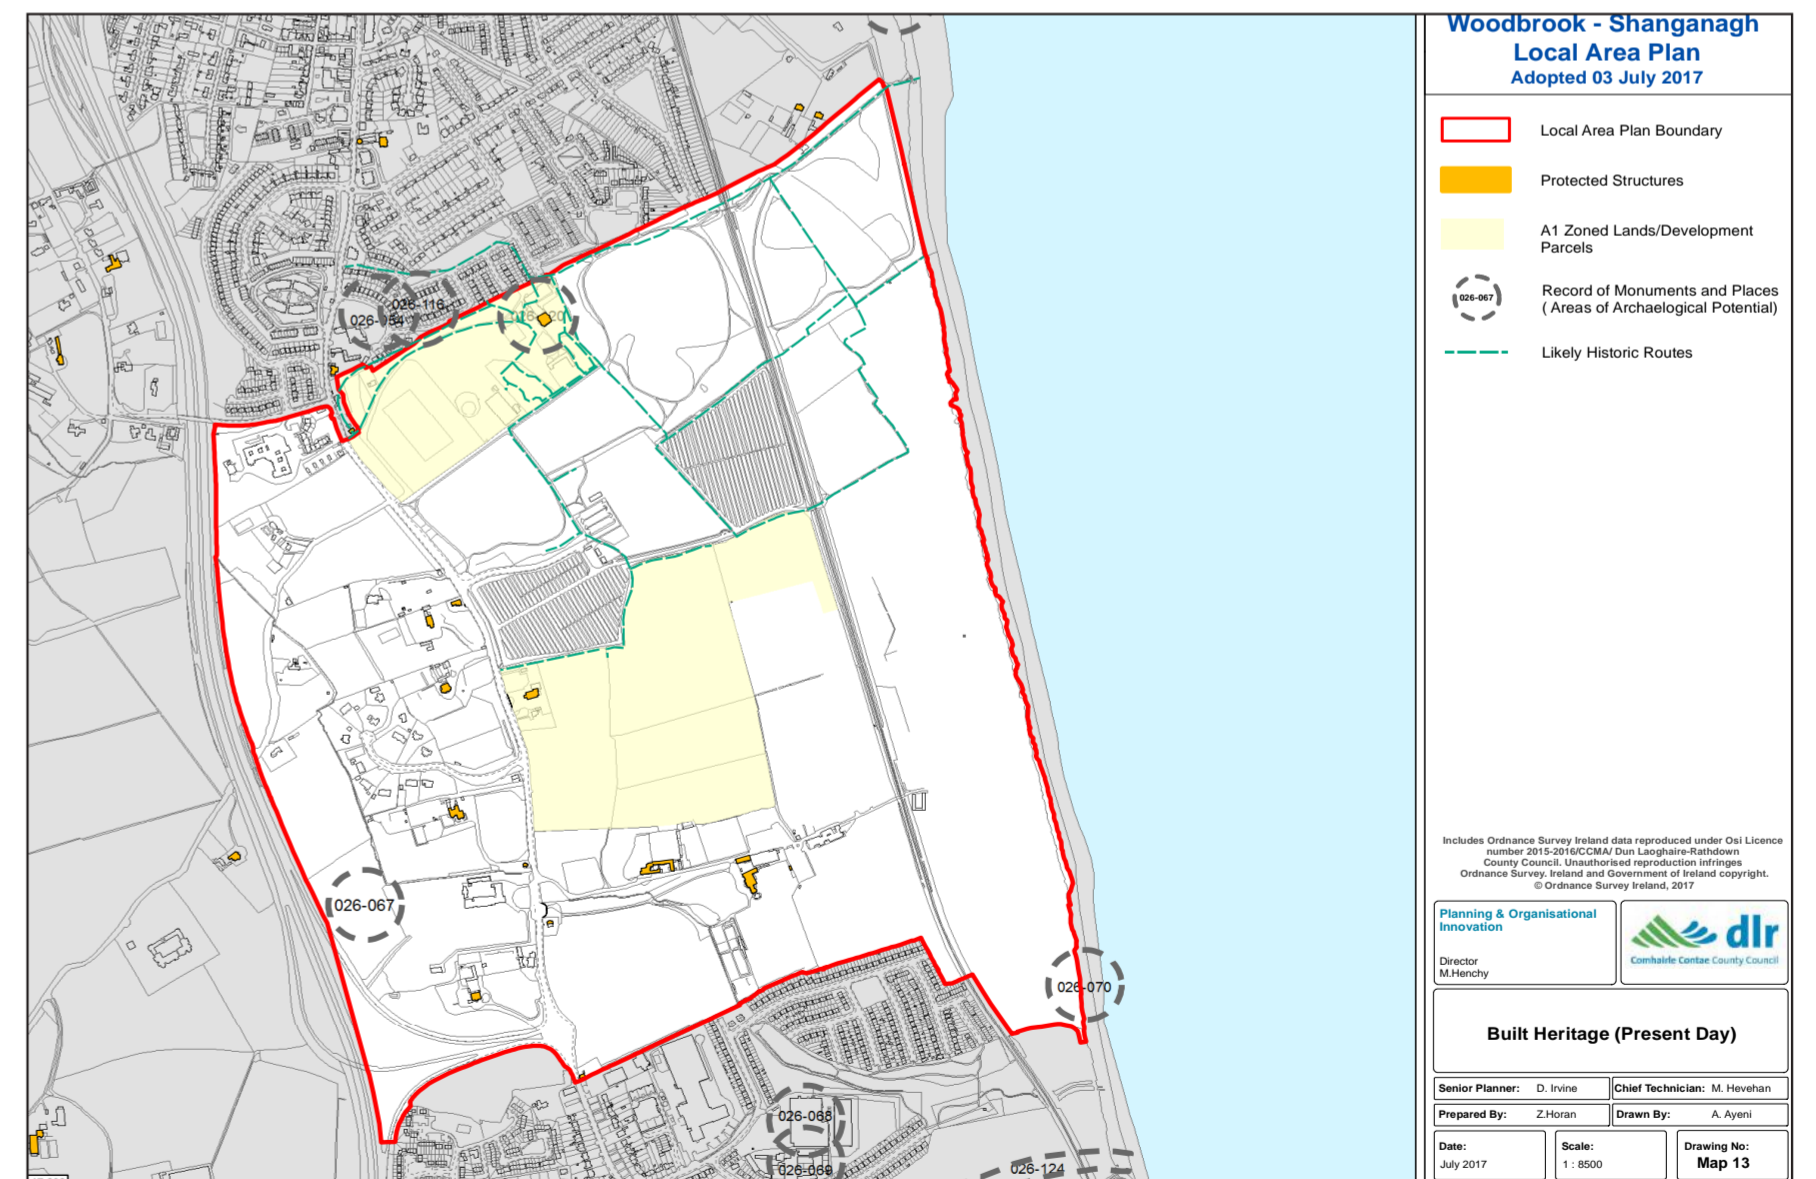 Woodbrook - Shanganagh
Local Area Plan
Adopted 03 July 2017
Local Area Plan Boundary
Protected Structures
A1 Zoned Lands/Development
Parcels
026-067
Record of Monuments and Places
( Areas of Archaelogical Potential)
Likely Historic Routes
026-116
026-054
026-067
026-070
026-068
026-069
026-124
Includes Ordnance Survey Ireland data reproduced under Osi Licence
number 2015-2016/CCMA/ Dun Laoghaire-Rathdown
County Council. Unauthorised reproduction infringes
Ordnance Survey. Ireland and Government of Ireland copyright.
© Ordnance Survey Ireland, 2017
Planning & Organisational
Innovation
Director
M.Henchy
dlr
Comhairle Contae County Council
Built Heritage (Present Day)
Senior Planner: D. Irvine
Chief Technician: M. Hevehan
Prepared By: Z.Horan
Drawn By: A. Ayeni
Date:
July 2017
Scale:
1 : 8500
Drawing No:
Map 13